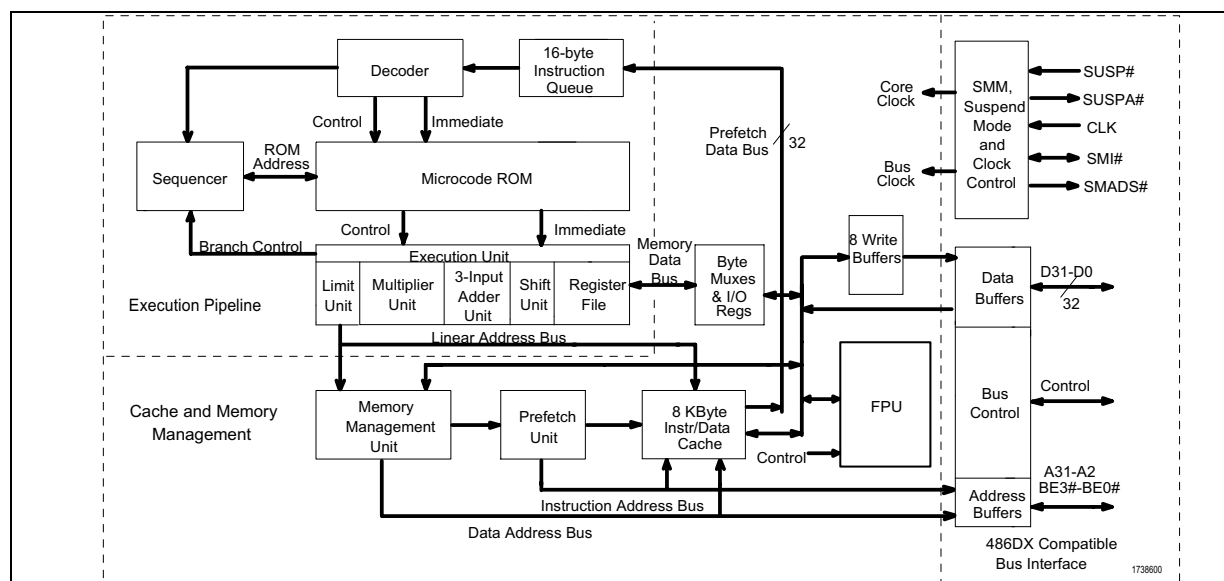 Decoder
16-byte
Instruction
Queue
Control
Immediate
Prefetch
Data Bus
32
Core
Clock
Bus
Clock
SMM,
Suspend
Mode
and
Clock
Control
SUSP#
SUSPA#
CLK
SMI#
SMADS#
Sequencer
ROM
Address
Microcode ROM
Control
Immediate
Branch Control
Execution Unit
Limit
Unit
Multiplier
Unit
3-Input
Adder
Unit
Shift
Unit
Register
File
Execution Pipeline
Memory
Data
Bus
Byte
Muxes
& I/O
Regs
8 Write
Buffers
Data
Buffers
D31-D0
32
Linear Address Bus
Cache and Memory
Management
Memory
Management
Unit
Prefetch
Unit
8 KByte
Instr/Data
Cache
FPU
Control
Bus
Control
Control
Instruction Address Bus
Data Address Bus
Address
Buffers
A31-A2
BE3#-BE0#
486DX Compatible
Bus Interface
1738600